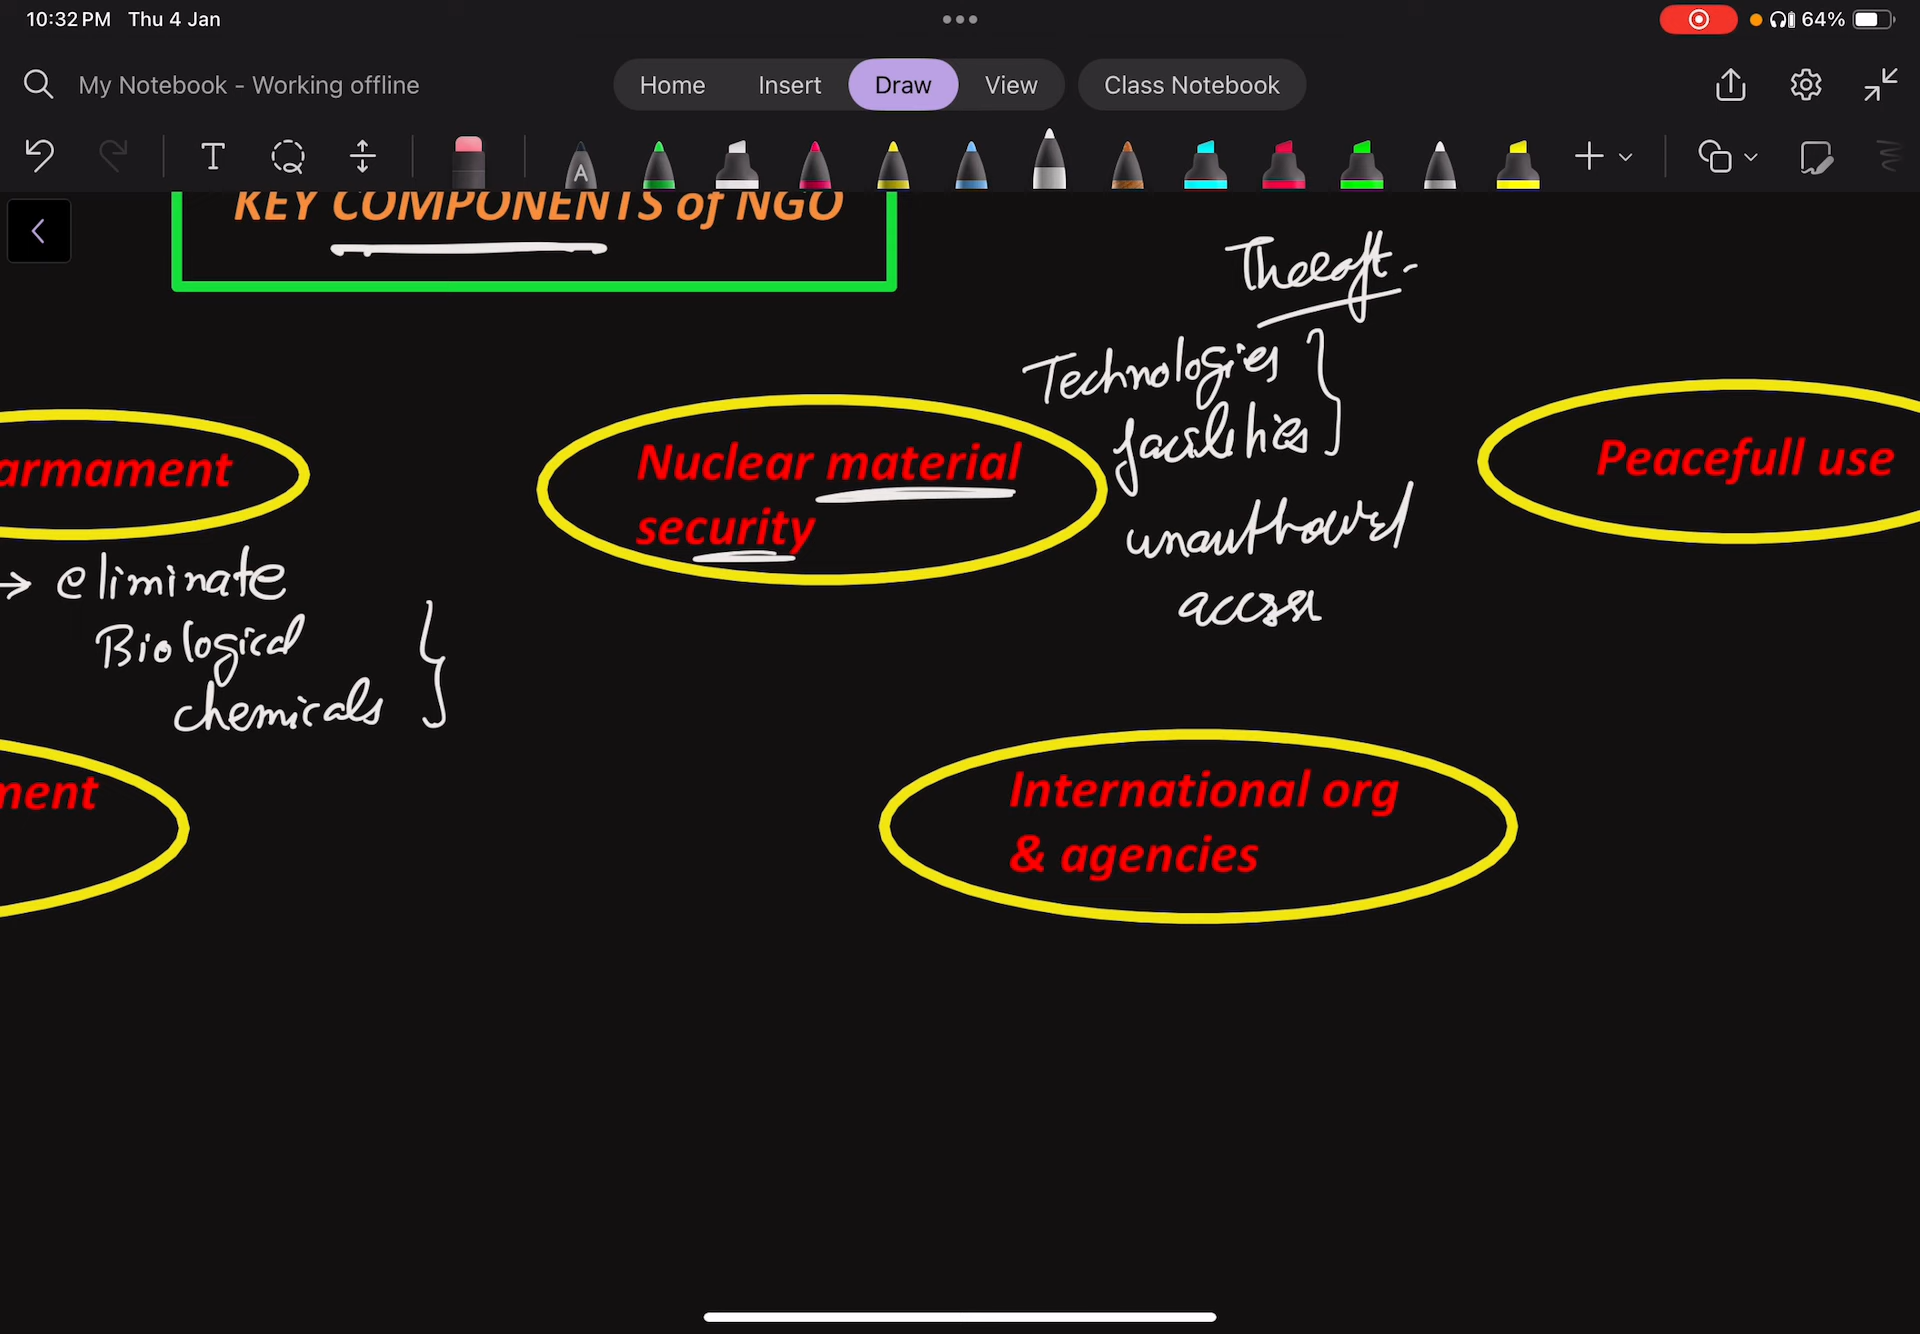 10:32 PM Thu 4 Jan
64%
My Notebook - Working offline
Home Insert Draw View Class Notebook
T
A
KEY COMPONENTS of NGO
Theeaft -
Technologies
facilities
unauthorized
access
armament
Nuclear material
security
Peacefull use
→ eliminate
Biological
chemicals
ment
International org
& agencies